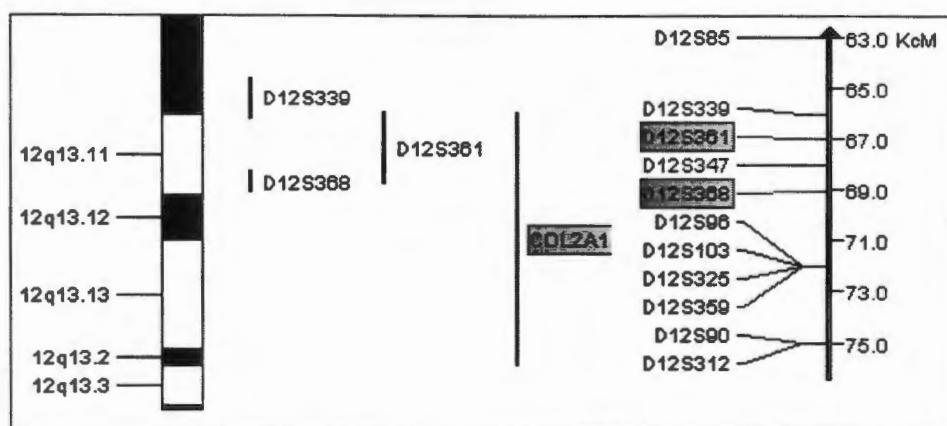 12q13.11
12q13.12
12q13.13
12q13.2
12q13.3
D12S339
D12S368
D12S361
COL2A1
D12S85
D12S339
D12S361
D12S347
D12S368
D12S96
D12S103
D12S325
D12S359
D12S90
D12S312
63.0 KcM
65.0
67.0
69.0
71.0
73.0
75.0